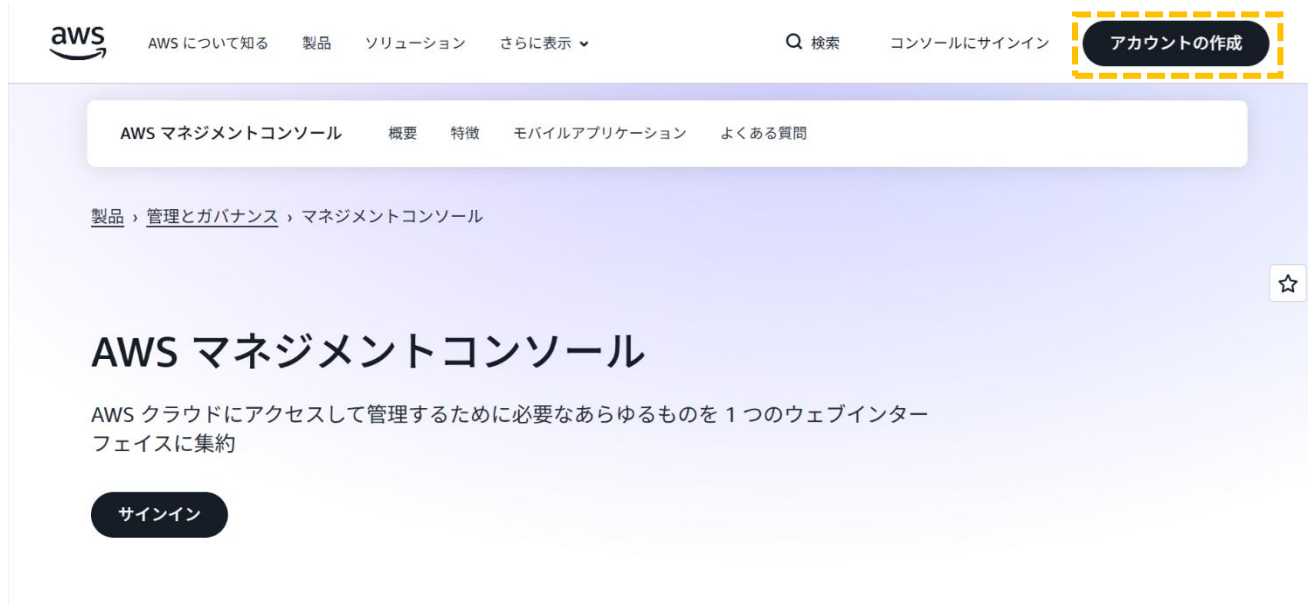 aws
AWS について知る 製品 ソリューション さらに表示 検索 コンソールにサインイン アカウントの作成
AWS マネジメントコンソール 概要 特徴 モバイルアプリケーション よくある質問
製品 › 管理とガバナンス › マネジメントコンソール
AWS マネジメントコンソール
AWS クラウドにアクセスして管理するために必要なあらゆるものを 1 つのウェブインター
フェイスに集約
サインイン